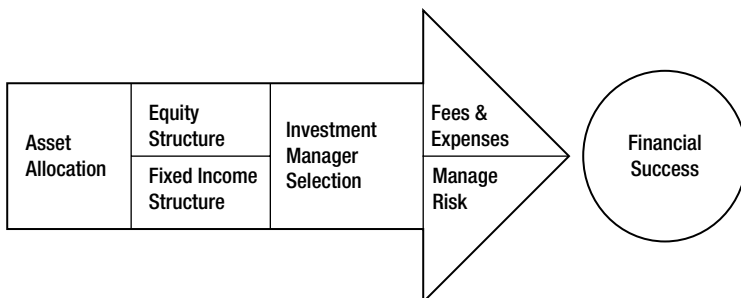 Asset
Allocation
Equity
Structure
Fixed Income
Structure
Investment
Manager
Selection
Fees &
Expenses
Manage
Risk
Financial
Success